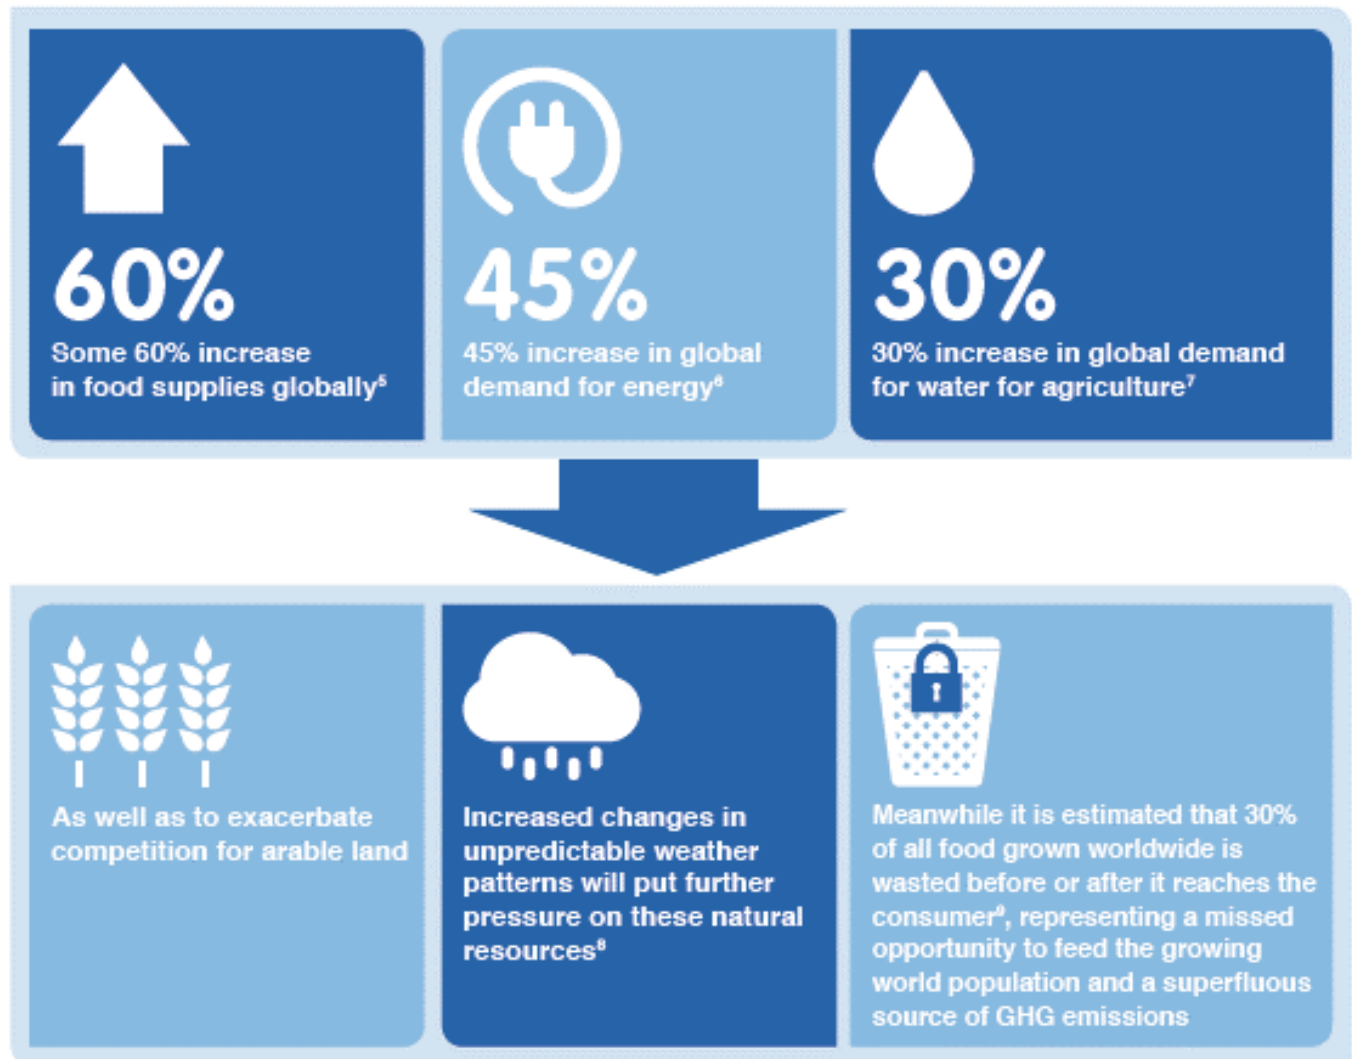 60%
Some 60% increase
in food supplies globally⁵
45%
45% increase in global
demand for energy⁶
30%
30% increase in global demand
for water for agriculture⁷
As well as to exacerbate
competition for arable land
Increased changes in
unpredictable weather
patterns will put further
pressure on these natural
resources⁸
Meanwhile it is estimated that 30%
of all food grown worldwide is
wasted before or after it reaches the
consumer⁹, representing a missed
opportunity to feed the growing
world population and a superfluous
source of GHG emissions